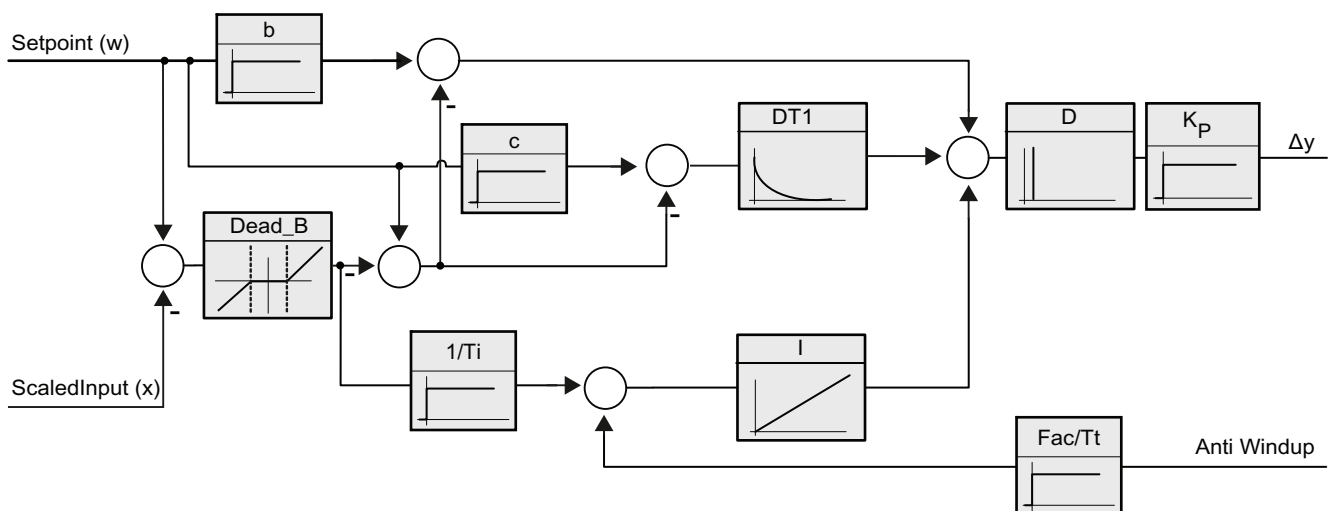 b
Setpoint (w)
-
DT1
D
K_P
c
Δy
-
Dead_B
-
-
1/Ti
I
ScaledInput (x)
Fac/Tt
Anti Windup